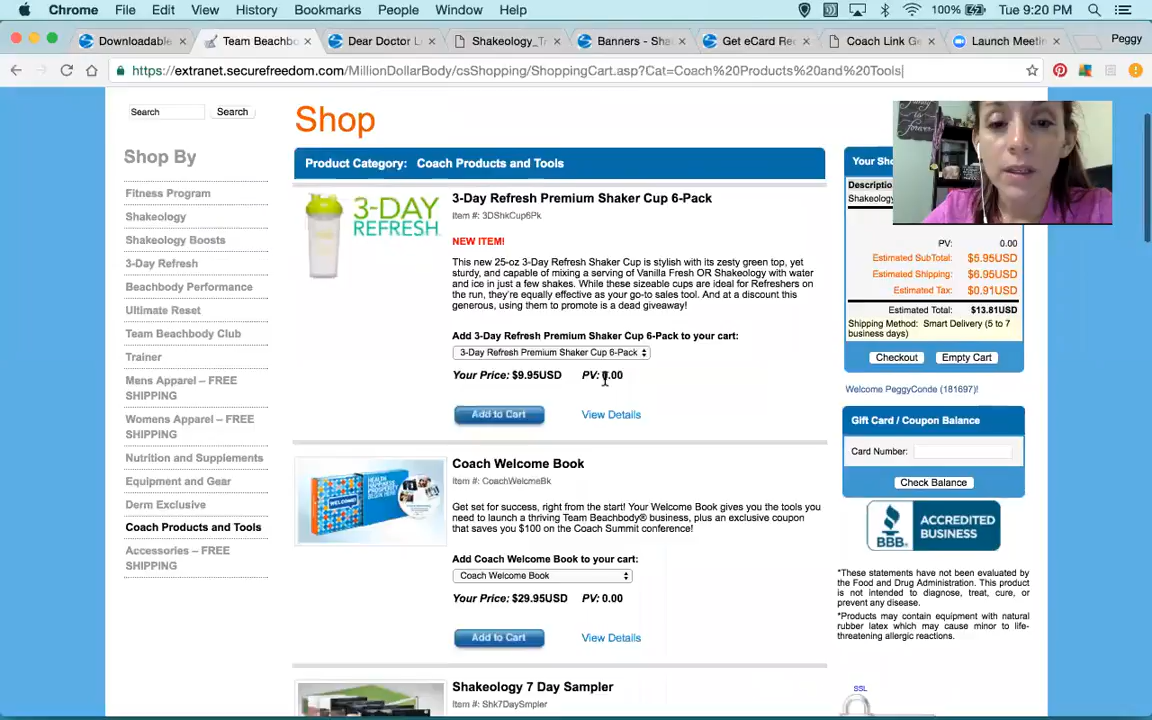 Chrome File Edit View History Bookmarks People Window Help 100% Tue 9:20 PM
Downloadable Team Beachbo Dear Doctor L Shakeology_T Banners - Sha Get eCard Re Coach Link Ge Launch Meeti Peggy
https://extranet.securefreedom.com/MillionDollarBody/csShopping/ShoppingCart.asp?Cat=Coach%20Products%20and%20Tools
Search Search
Shop By
Fitness Program
Shakeology
Shakeology Boosts
3-Day Refresh
Beachbody Performance
Ultimate Reset
Team Beachbody Club
Trainer
Mens Apparel – FREE
SHIPPING
Womens Apparel – FREE
SHIPPING
Nutrition and Supplements
Equipment and Gear
Derm Exclusive
Coach Products and Tools
Accessories – FREE
SHIPPING
Shop
Product Category: Coach Products and Tools
3-DAY
REFRESH
3-Day Refresh Premium Shaker Cup 6-Pack
Item #: 3DShkCup6Pk
NEW ITEM!
This new 25-oz 3-Day Refresh Shaker Cup is stylish with its zesty green top, yet
sturdy, and capable of mixing a serving of Vanilla Fresh OR Shakeology with water
and ice in just a few shakes. While these sizeable cups are ideal for Refreshers on
the run, they're equally effective as your go-to sales tool. And at a discount this
generous, using them to promote is a dead giveaway!
Add 3-Day Refresh Premium Shaker Cup 6-Pack to your cart:
3-Day Refresh Premium Shaker Cup 6-Pack
Your Price: $9.95USD PV: 0.00
Add to Cart View Details
Coach Welcome Book
Item #: CoachWelcmeBk
Get set for success, right from the start! Your Welcome Book gives you the tools you
need to launch a thriving Team Beachbody® business, plus an exclusive coupon
that saves you $100 on the Coach Summit conference!
Add Coach Welcome Book to your cart:
Coach Welcome Book
Your Price: $29.95USD PV: 0.00
Add to Cart View Details
Shakeology 7 Day Sampler
Item #: Shk7DaySmpler
Your Sho
Descripti
Shakeology
PV: 0.00
Estimated SubTotal: $5.95USD
Estimated Shipping: $6.95USD
Estimated Tax: $0.91USD
Estimated Total: $13.81USD
Shipping Method: Smart Delivery (5 to 7
business days)
Checkout Empty Cart
Welcome PeggyConde (181697)!
Gift Card / Coupon Balance
Card Number:
Check Balance
BBB
ACCREDITED
BUSINESS
*These statements have not been evaluated by
the Food and Drug Administration. This product
is not intended to diagnose, treat, cure, or
prevent any disease.
*Products may contain equipment with natural
rubber latex which may cause minor to life-
threatening allergic reactions.
SSL